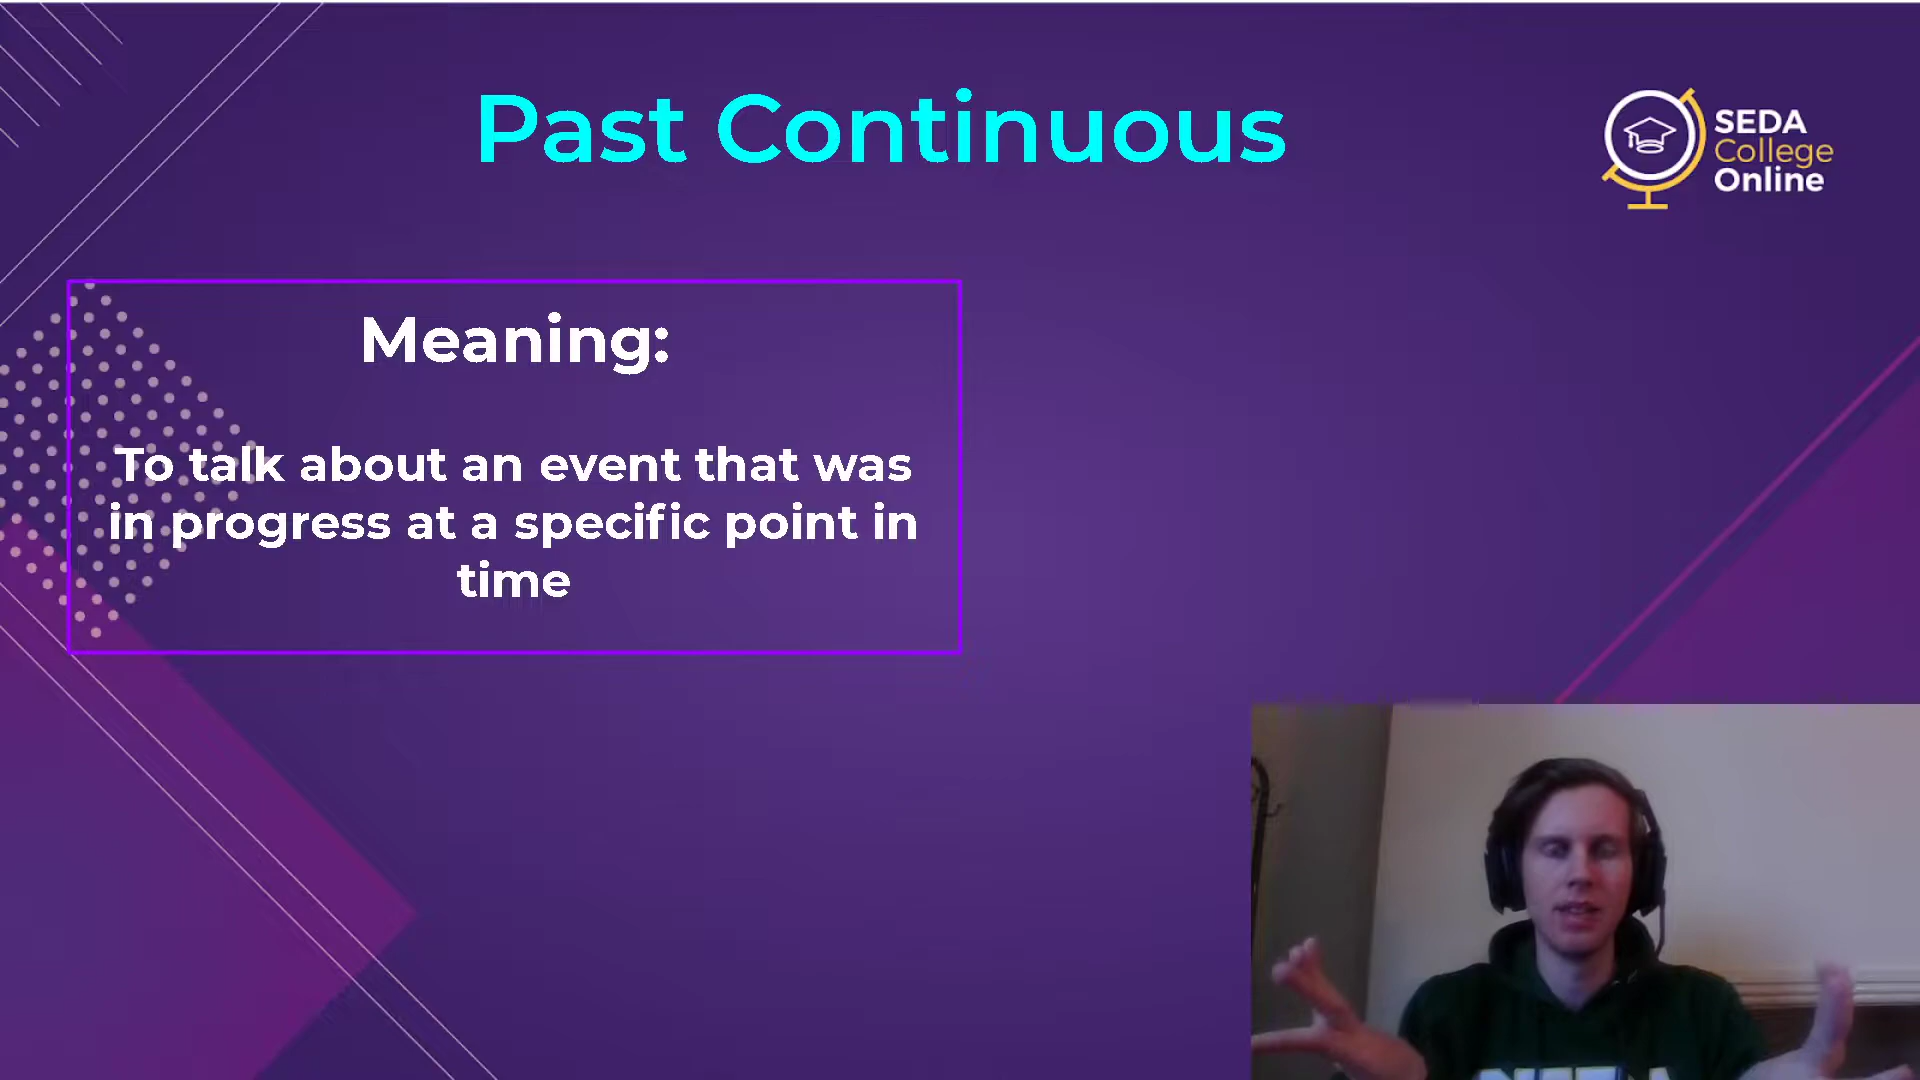 Past Continuous
SEDA
College
Online
Meaning:
To talk about an event that was
in progress at a specific point in
time